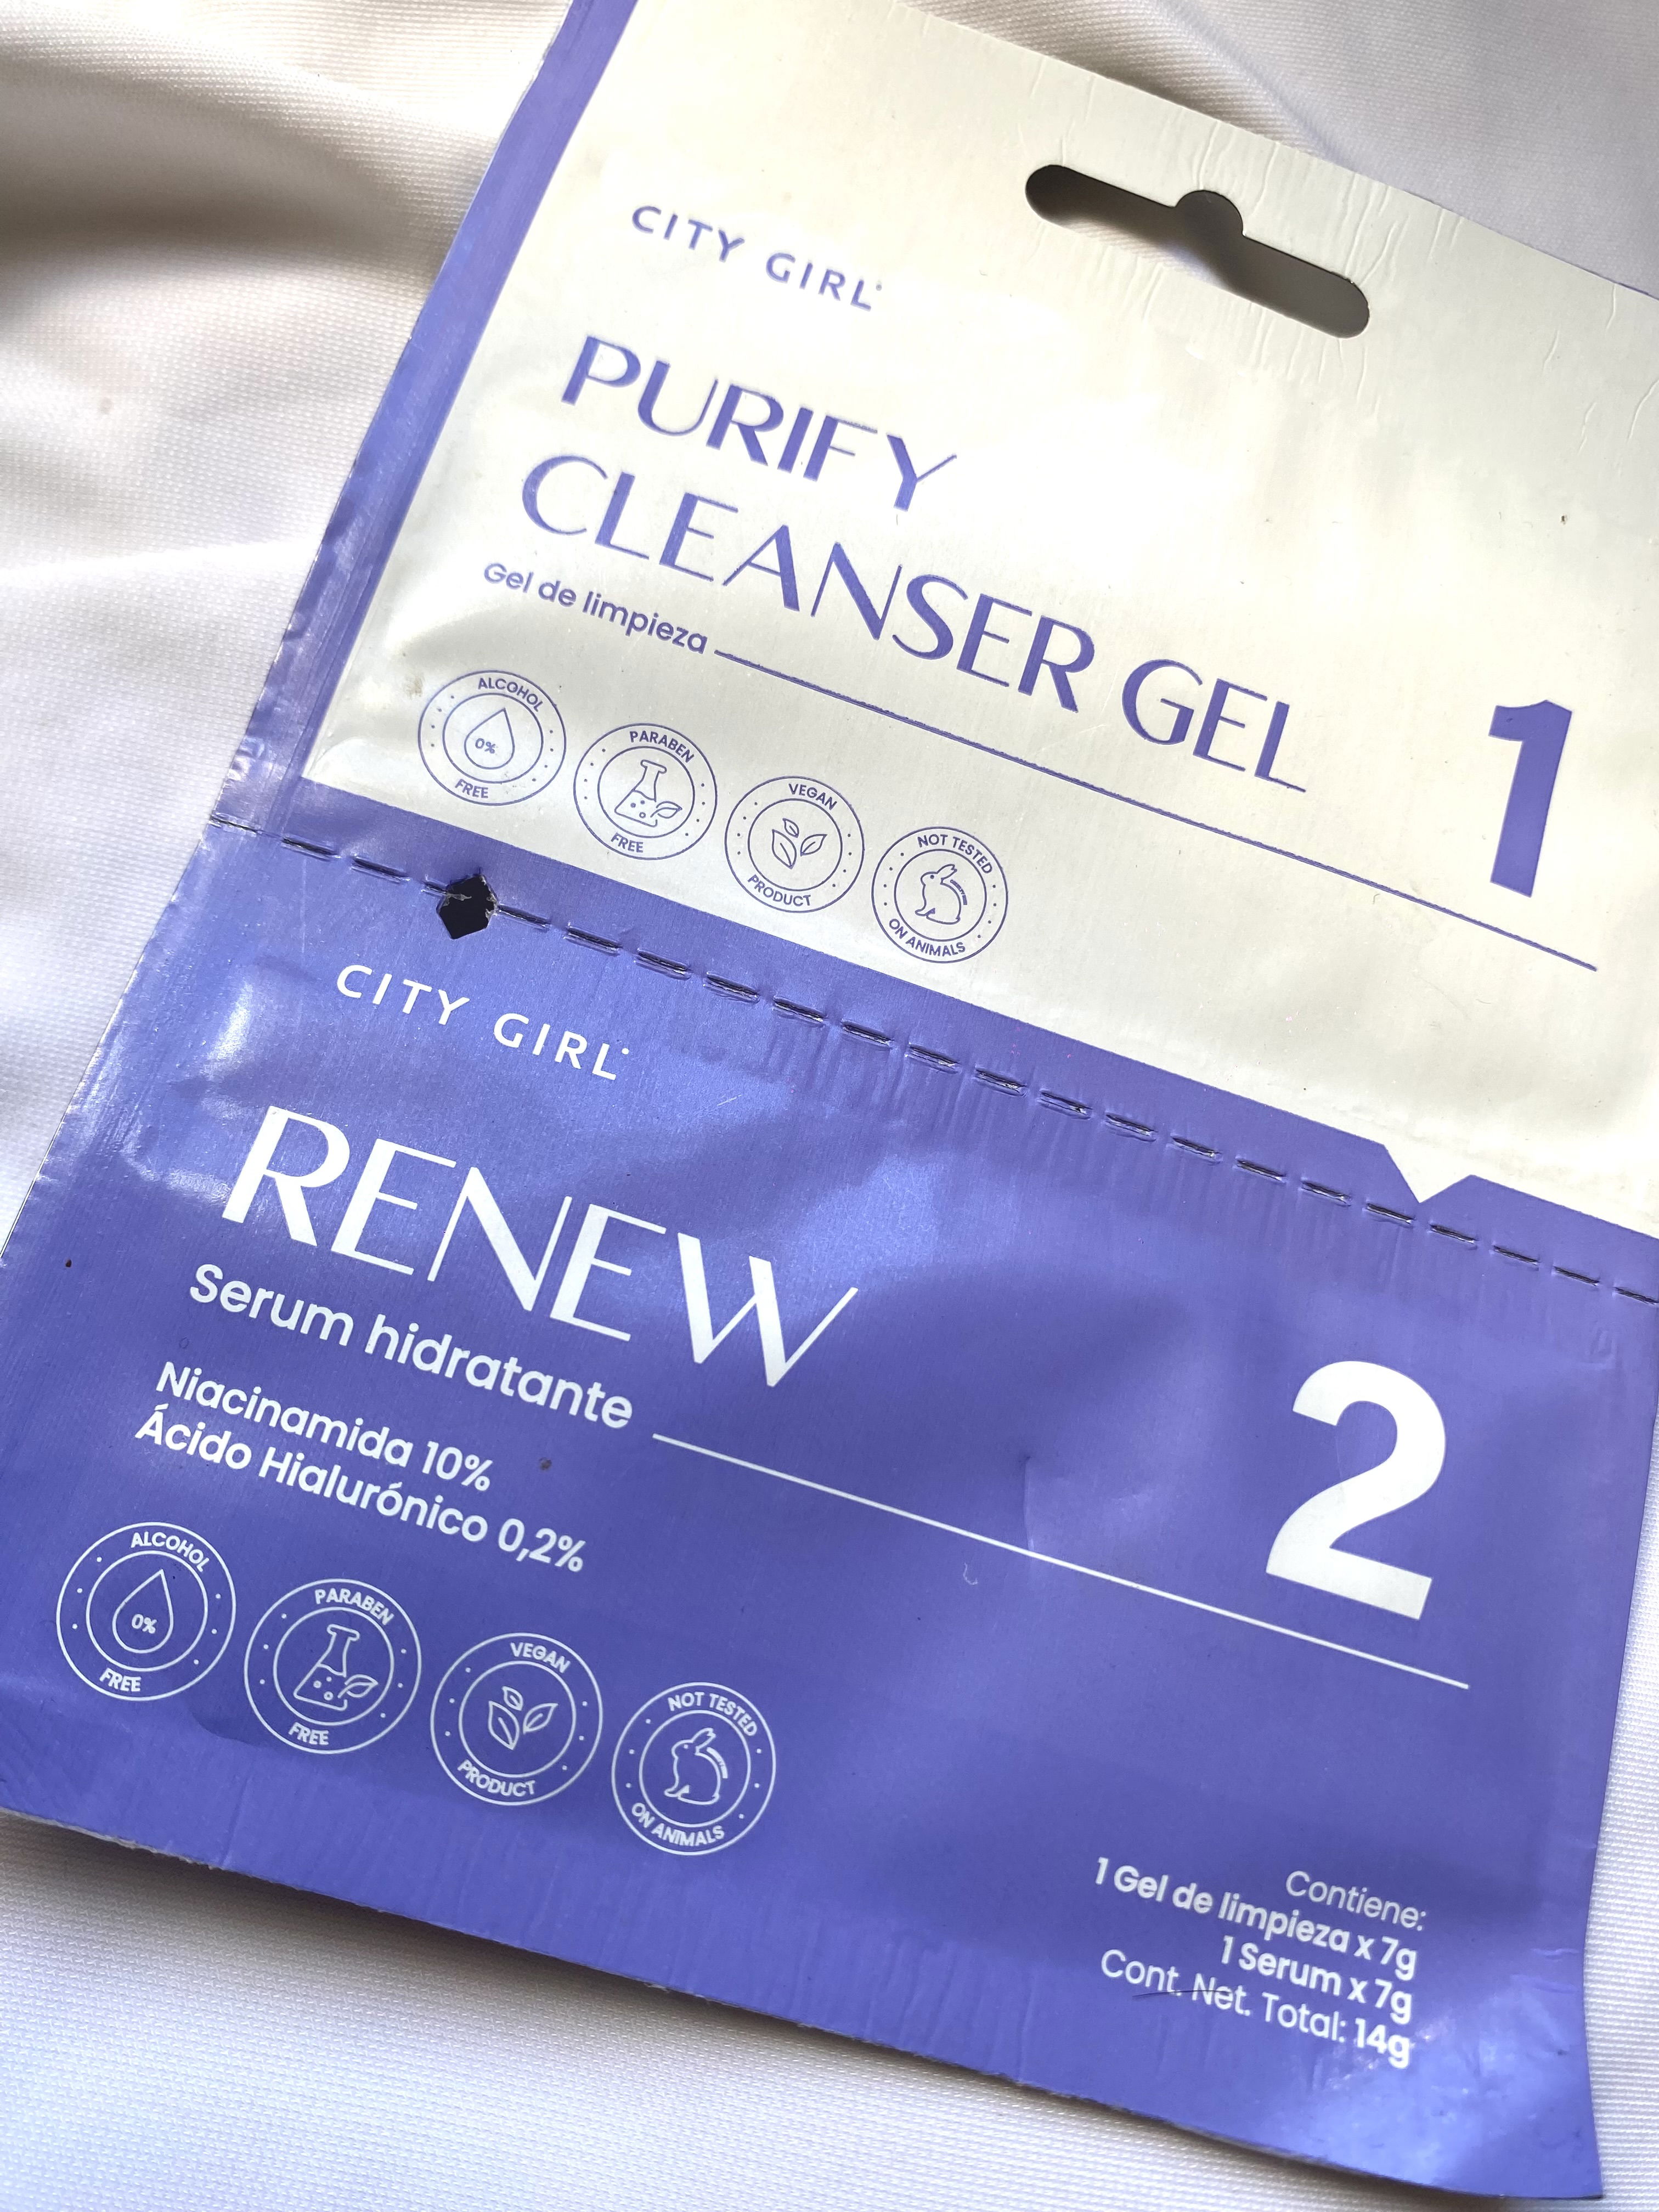 CITY GIRL
PURIFY
CLEANSER GEL
Gel de limpieza
1
ALCOHOL
0%
FREE
PARABEN
FREE
VEGAN
PRODUCT
NOT TESTED
ON ANIMALS
CITY GIRL
RENEW
Serum hidratante
2
Niacinamida 10%
Ácido Hialurónico 0,2%
ALCOHOL
0%
FREE
PARABEN
FREE
VEGAN
PRODUCT
NOT TESTED
ON ANIMALS
Contiene:
1 Gel de limpieza x 7g
1 Serum x 7g
Cont. Net. Total: 14g